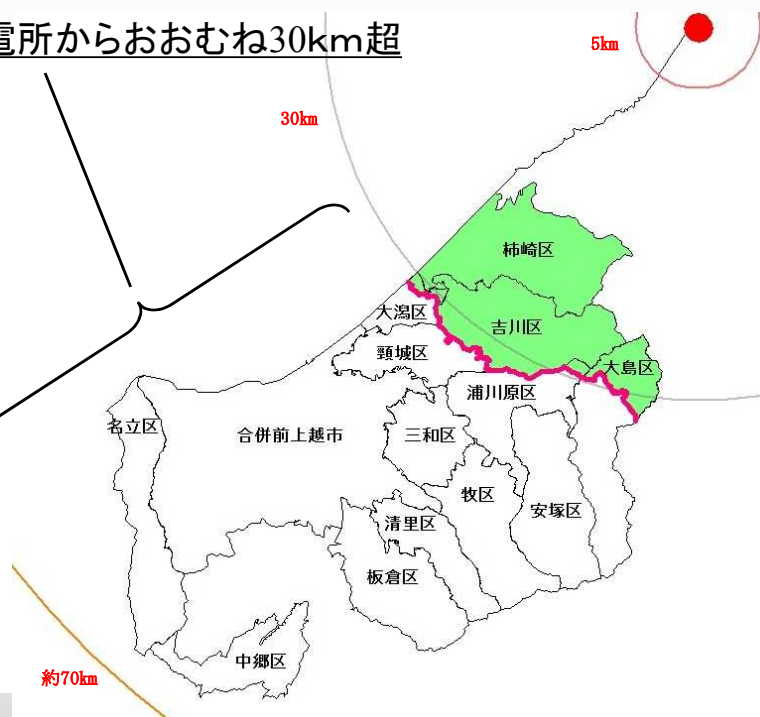 電所からおおむね30km超
5km
30km
柿崎区
大潟区
吉川区
頸城区
大島区
浦川原区
名立区
合併前上越市
三和区
牧区
安塚区
清里区
板倉区
中郷区
約70km